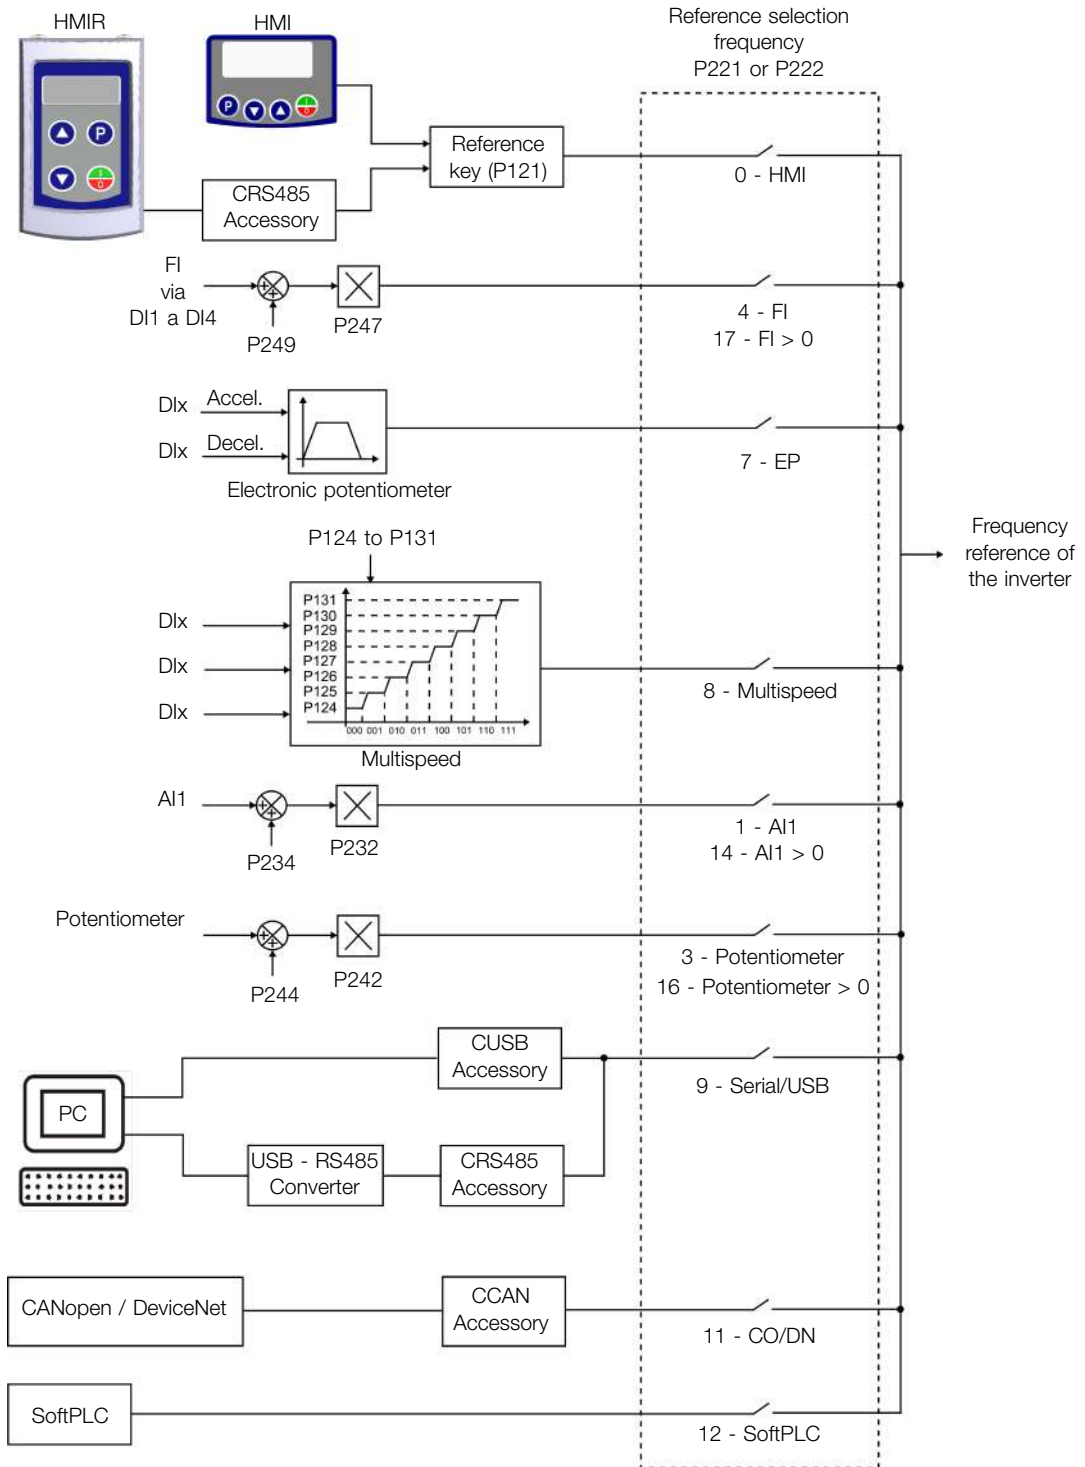 HMIR
HMI
Reference selection
frequency
P221 or P222
P
P
I
0
I
0
Reference
key (P121)
0 - HMI
CRS485
Accessory
FI
via
DI1 a DI4
P249
P247
4 - FI
17 - FI > 0
DIx
Accel.
DIx
Decel.
Electronic potentiometer
7 - EP
P124 to P131
Frequency
reference of
the inverter
P131
P130
P129
P128
P127
P126
P125
P124
000 001 010 011 100 101 110 111
DIx
DIx
DIx
Multispeed
8 - Multispeed
AI1
P234
P232
1 - AI1
14 - AI1 > 0
Potentiometer
P244
P242
3 - Potentiometer
16 - Potentiometer > 0
PC
CUSB
Accessory
9 - Serial/USB
USB - RS485
Converter
CRS485
Accessory
CANopen / DeviceNet
CCAN
Accessory
11 - CO/DN
SoftPLC
12 - SoftPLC